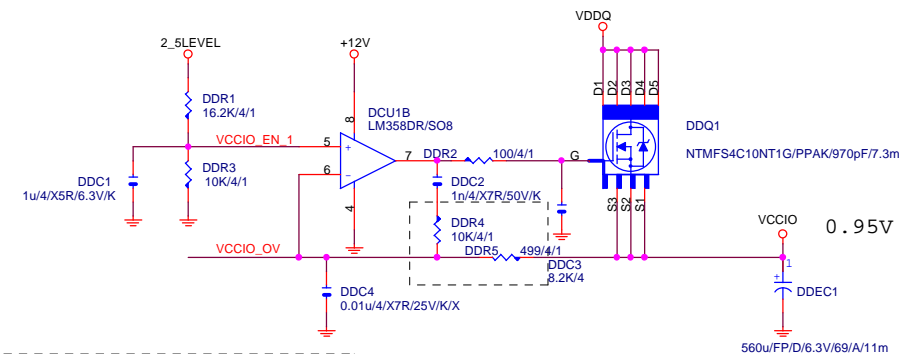 VDDQ
2_5LEVEL
+12V
D1
D2
D3
D4
D5
DDR1
16.2K/4/1
DCU1B
LM358DR/SO8
8
DDQ1
VCCIO_EN_1
5
+
7
DDR2
100/4/1
G
NTMFS4C10NT1G/PPAK/970pF/7.3m
DDR3
10K/4/1
6
-
DDC1
1u/4/X5R/6.3V/K
4
DDC2
1n/4/X7R/50V/K
S3
S2
S1
VCCIO
0.95V
DDR4
10K/4/1
VCCIO_OV
DDR5
499/4/1
DDC3
8.2K/4
1
+
DDEC1
DDC4
0.01u/4/X7R/25V/K/X
560u/FP/D/6.3V/69/A/11m